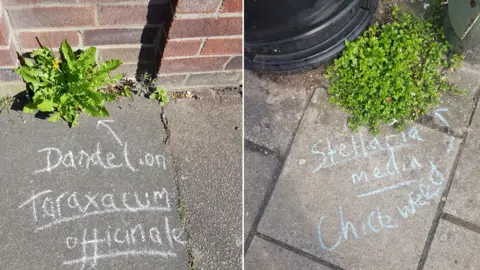 Dandelion
Taraxacum
officinale
Stellaria
media
Chickweed